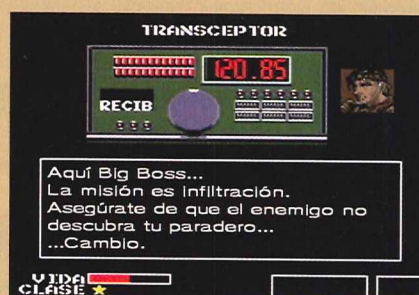 TRANSCEPTOR
120.85
RECIB
Aquí Big Boss...
La misión es infiltración.
Asegúrate de que el enemigo no
descubra tu paradero...
...Cambio.
VIDA
CLASE